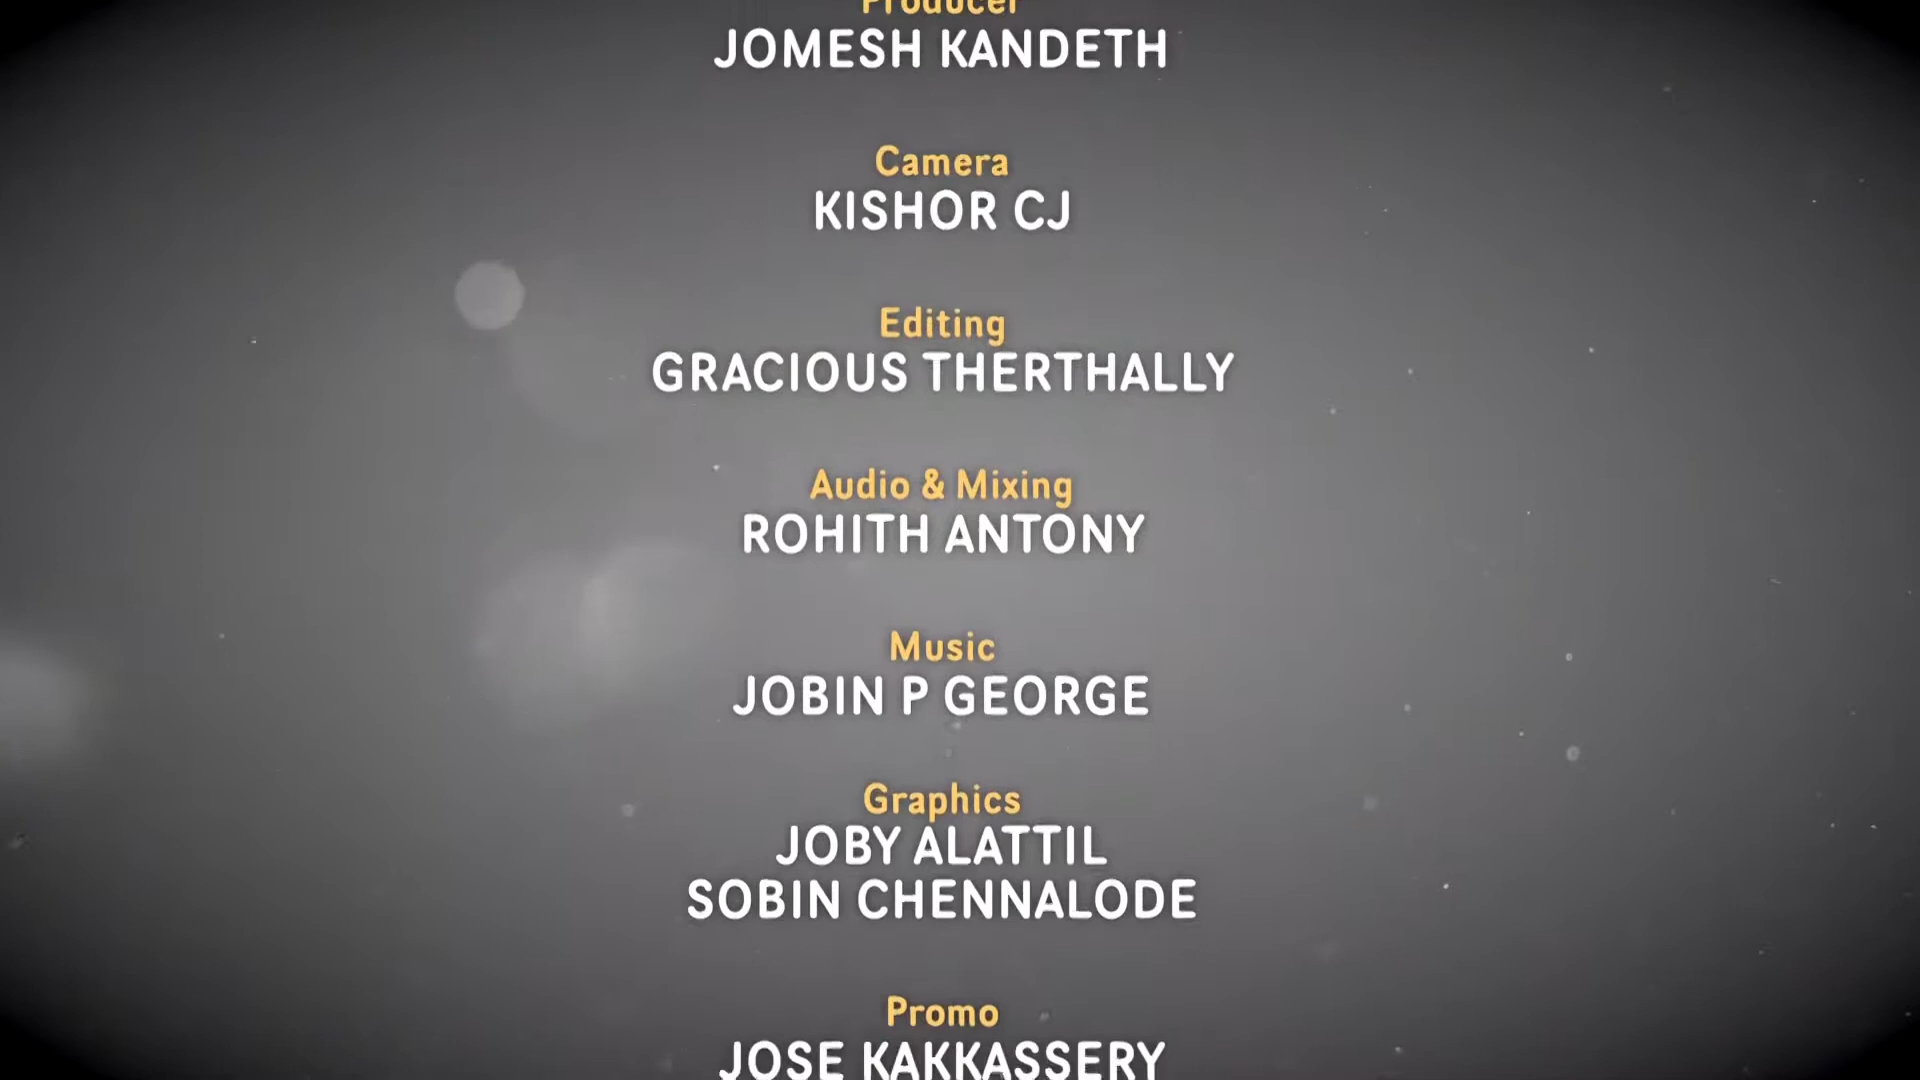 Producer
JOMESH KANDETH
Camera
KISHOR CJ
Editing
GRACIOUS THERTHALLY
Audio & Mixing
ROHITH ANTONY
Music
JOBIN P GEORGE
Graphics
JOBY ALATTIL
SOBIN CHENNALODE
Promo
JOSE KAKKASSERY